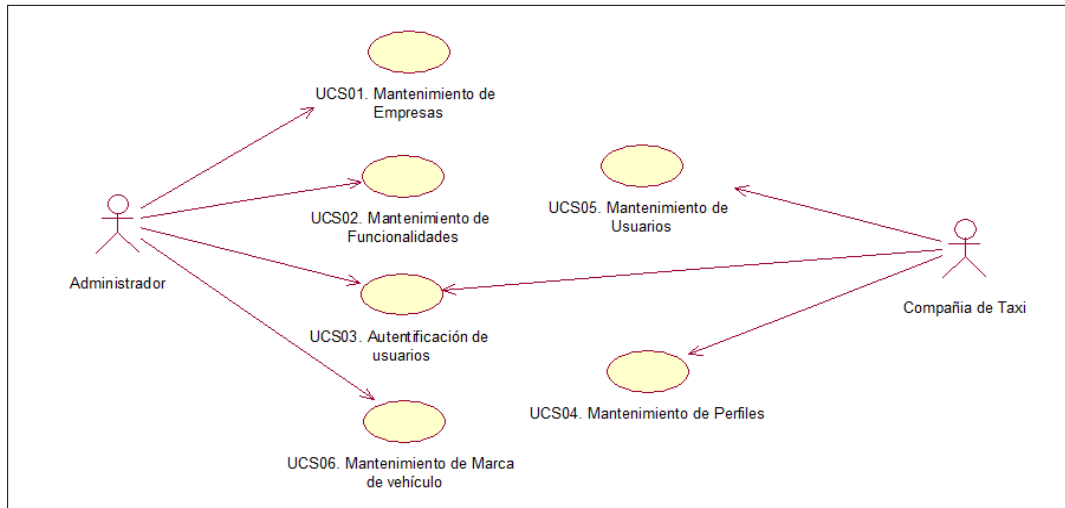 UCS01. Mantenimiento de
Empresas
UCS02. Mantenimiento de
Funcionalidades
UCS05. Mantenimiento de
Usuarios
Administrador
Compañia de Taxi
UCS03. Autentificación de
usuarios
UCS04. Mantenimiento de Perfiles
UCS06. Mantenimiento de Marca
de vehículo